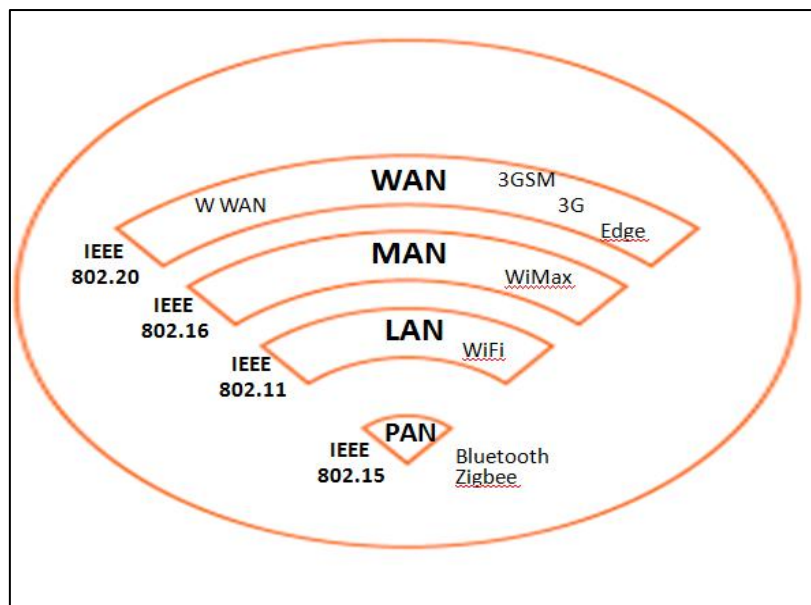 WAN
3GSM
W WAN
3G
Edge
IEEE
802.20
MAN
WiMax
IEEE
802.16
LAN
WiFi
IEEE
802.11
PAN
IEEE
802.15
Bluetooth
Zigbee